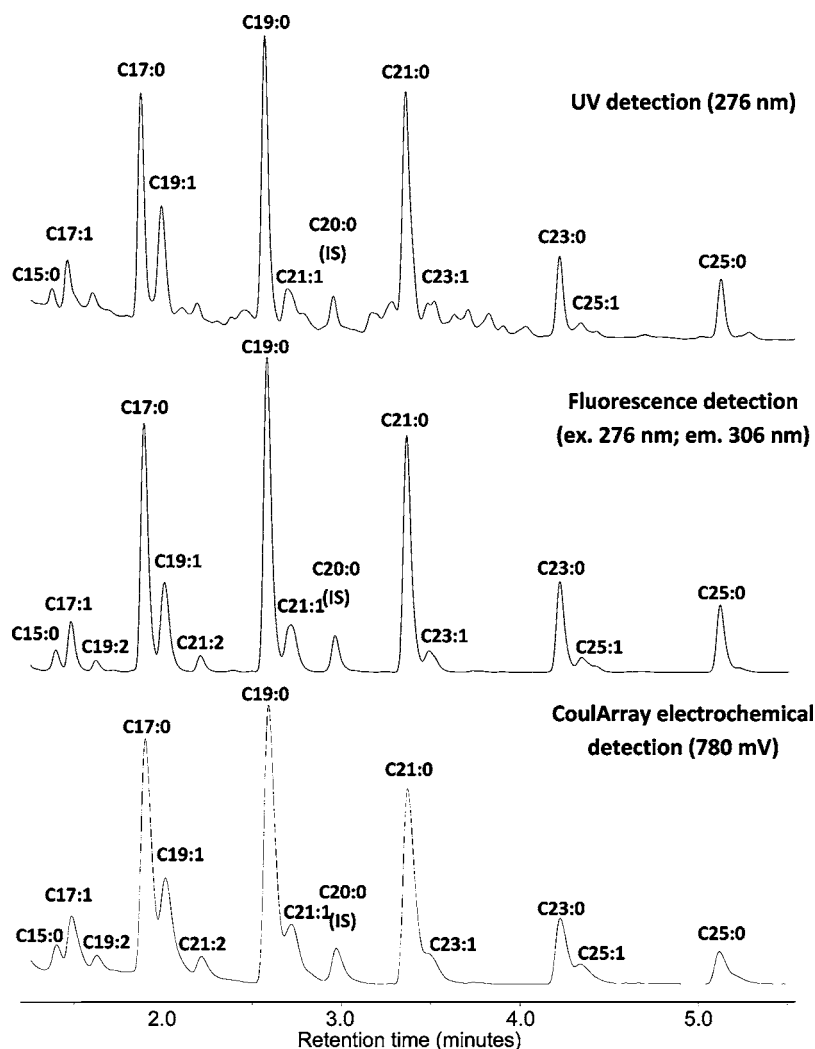 C19:0
C17:0
C21:0
UV detection (276 nm)
C19:1
C17:1
C20:0
(IS)
C23:0
C15:0
C21:1
C23:1
C25:0
C25:1
C19:0
C17:0
C21:0
Fluorescence detection
(ex. 276 nm; em. 306 nm)
C19:1
C20:0
(IS)
C23:0
C17:1
C21:1
C25:0
C15:0
C19:2
C21:2
C23:1
C25:1
C19:0
CoulArray electrochemical
detection (780 mV)
C17:0
C21:0
C19:1
C17:1
C20:0
(IS)
C21:1
C23:0
C15:0
C19:2
C21:2
C23:1
C25:1
C25:0
2.0 3.0 4.0 5.0
Retention time (minutes)